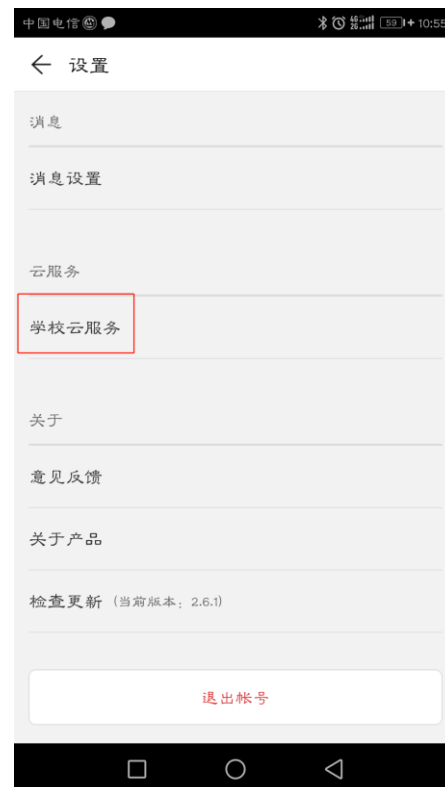 中国电信 59 10:55
设置
消息
消息设置
云服务
学校云服务
关于
意见反馈
关于产品
检查更新（当前版本：2.6.1)
退出帐号